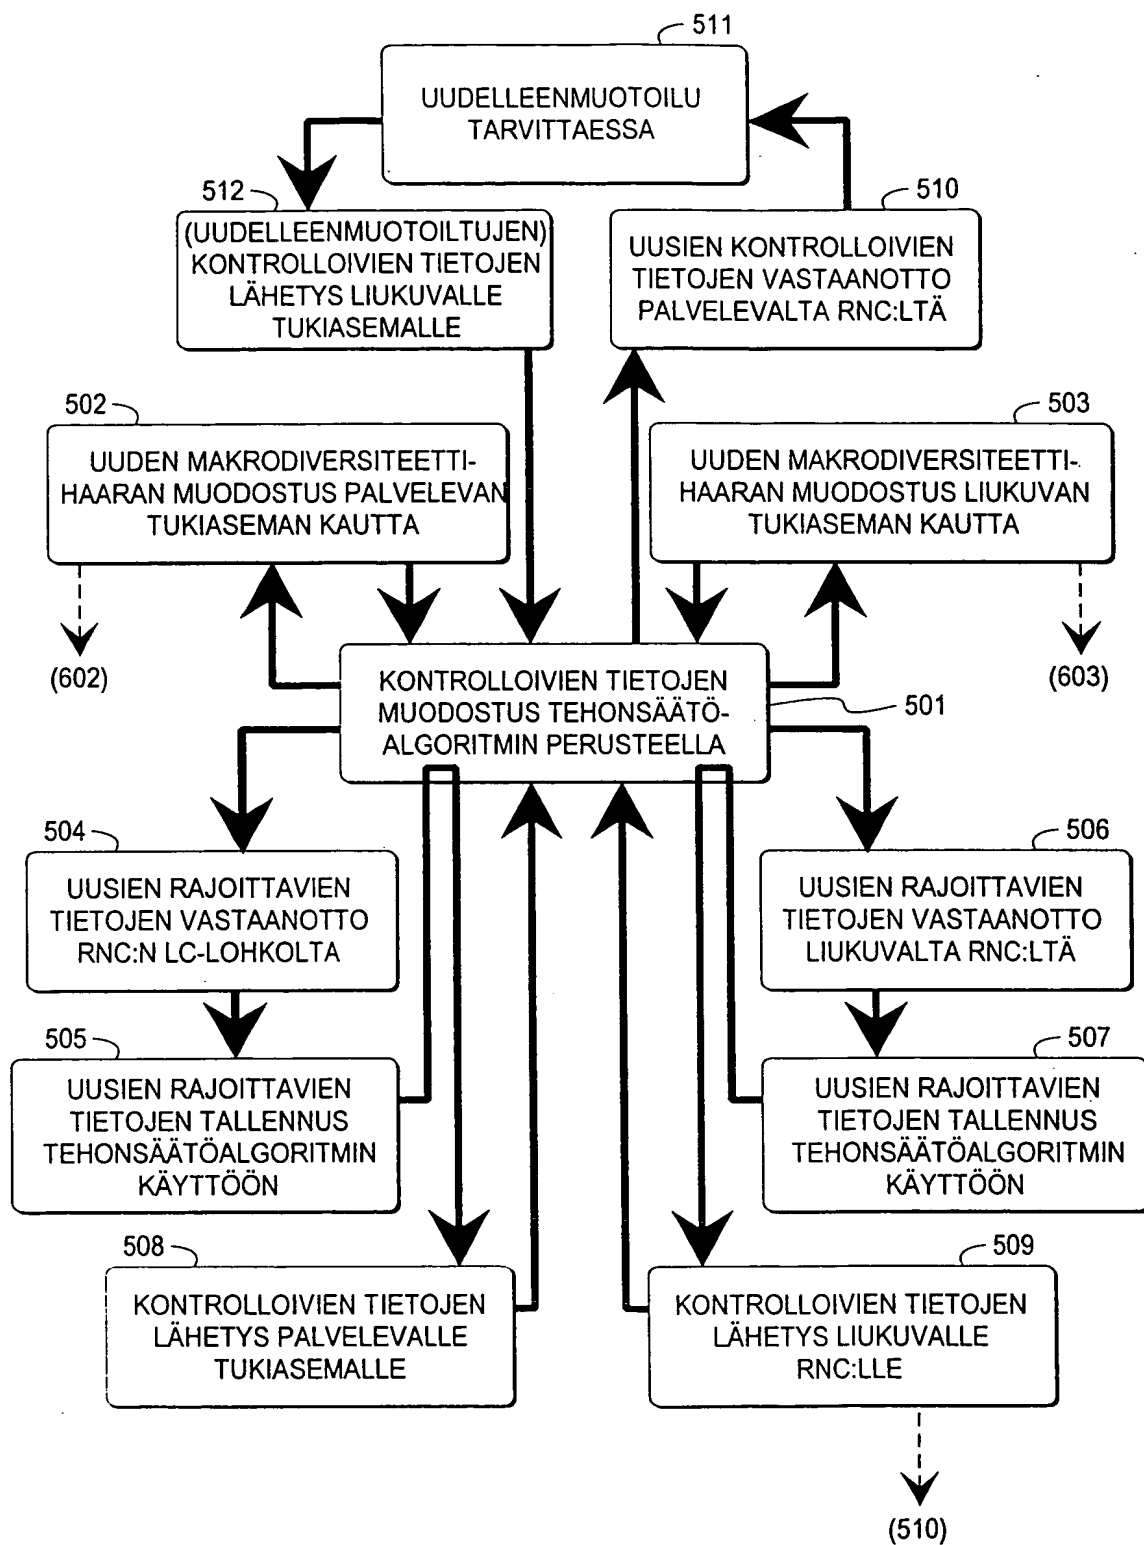 511
UUDELLEENMUOTOILU
TARVITTAESSA
512
(UUDELLEENMUOTOILTUJEN)
KONTROLLOIVIEN TIETOJEN
LÄHETYS LIUKUVALLE
TUKIASEMALLE
510
UUSIEN KONTROLLOIVIEN
TIETOJEN VASTAANOTTO
PALVELEVALTA RNC:LTÄ
502
UUDEN MAKRODIVERSITEETTI-
HAARAN MUODOSTUS PALVELEVAN
TUKIASEMAN KAUTTA
503
UUDEN MAKRODIVERSITEETTI-
HAARAN MUODOSTUS LIUKUVAN
TUKIASEMAN KAUTTA
(602)
(603)
KONTROLLOIVIEN TIETOJEN
MUODOSTUS TEHONSÄÄTÖ-
ALGORITMIN PERUSTEELLA
501
504
UUSIEN RAJOITTAVIEN
TIETOJEN VASTAANOTTO
RNC:N LC-LOHKOLTA
506
UUSIEN RAJOITTAVIEN
TIETOJEN VASTAANOTTO
LIUKUVALTA RNC:LTÄ
505
UUSIEN RAJOITTAVIEN
TIETOJEN TALLENNUS
TEHONSÄÄTÖALGORITMIN
KÄYTTÖÖN
507
UUSIEN RAJOITTAVIEN
TIETOJEN TALLENNUS
TEHONSÄÄTÖALGORITMIN
KÄYTTÖÖN
508
KONTROLLOIVIEN TIETOJEN
LÄHETYS PALVELEVALLE
TUKIASEMALLE
509
KONTROLLOIVIEN TIETOJEN
LÄHETYS LIUKUVALLE
RNC:LLE
(510)